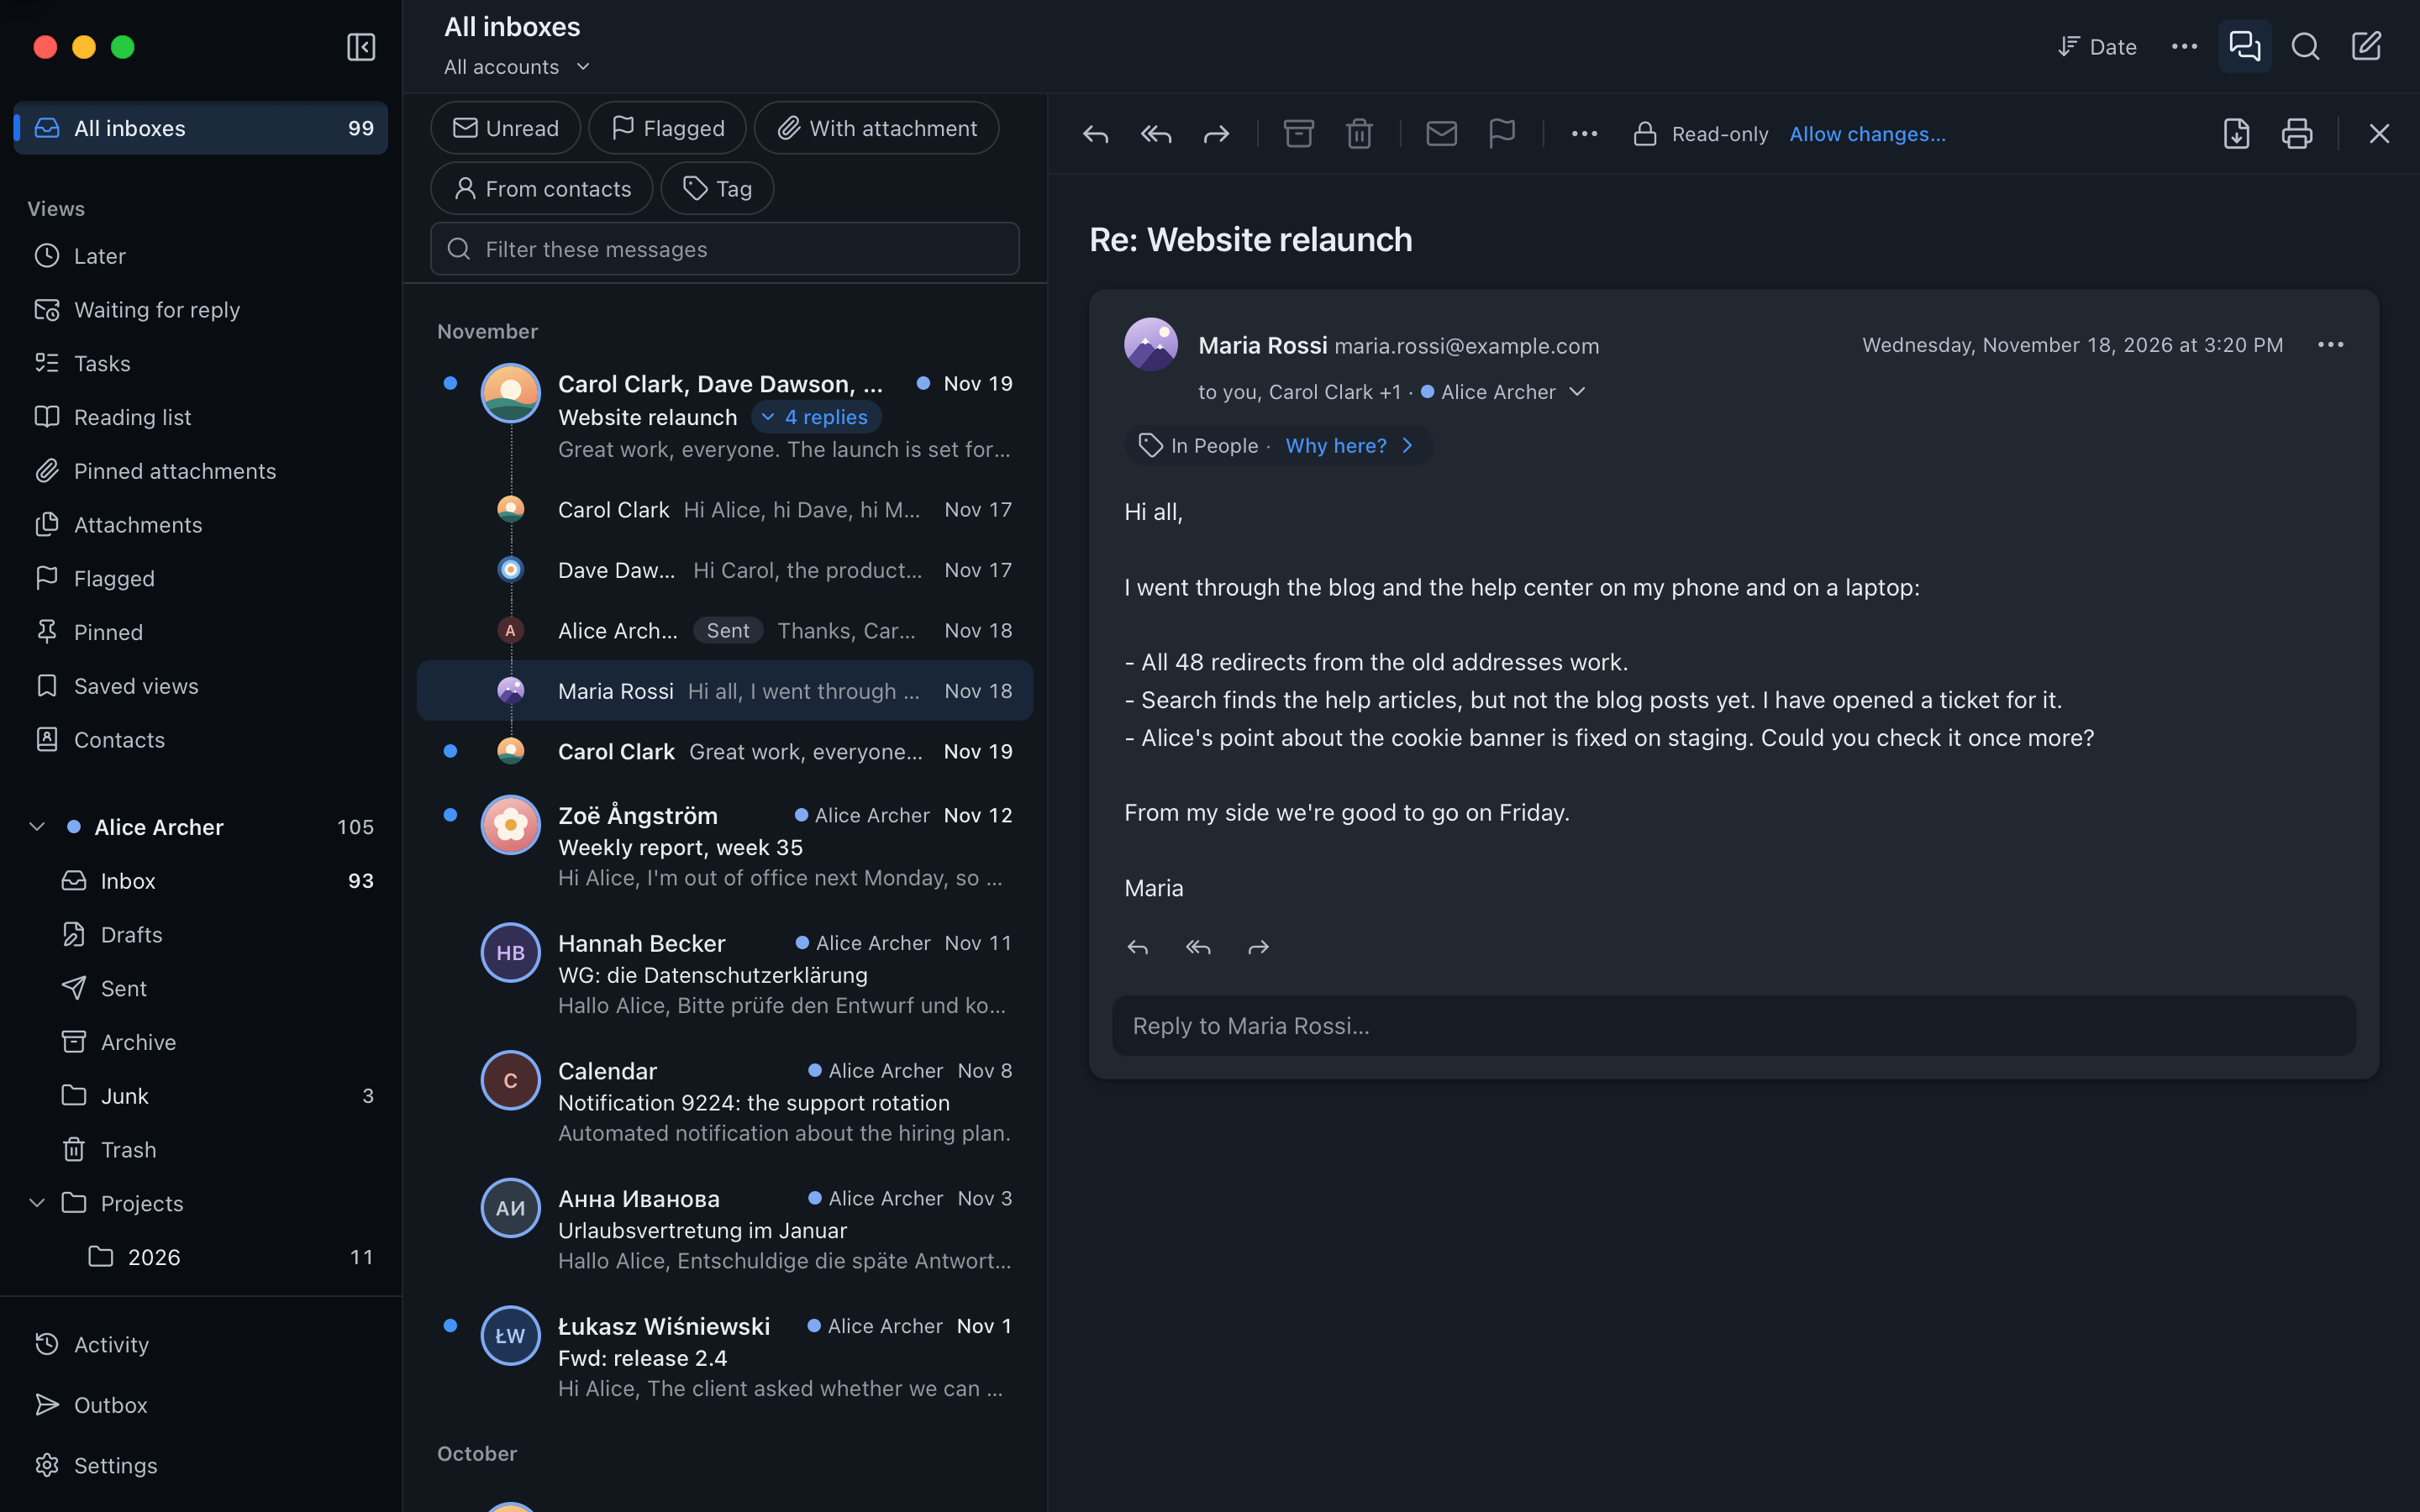 All inboxes 99
Views
Later
Waiting for reply
Tasks
Reading list
Pinned attachments
Attachments
Flagged
Pinned
Saved views
Contacts
Alice Archer 105
Inbox 93
Drafts
Sent
Archive
Junk 3
Trash
Projects
2026 11
Activity
Outbox
Settings
All inboxes
All accounts
Date
Unread Flagged With attachment
From contacts Tag
Filter these messages
November
Carol Clark, Dave Dawson, ... Nov 19
Website relaunch 4 replies
Great work, everyone. The launch is set for...
Carol Clark Hi Alice, hi Dave, hi M... Nov 17
Dave Daw... Hi Carol, the product... Nov 17
A Alice Arch... Sent Thanks, Car... Nov 18
Maria Rossi Hi all, I went through ... Nov 18
Carol Clark Great work, everyone... Nov 19
Zoë Ångström Alice Archer Nov 12
Weekly report, week 35
Hi Alice, I'm out of office next Monday, so ...
HB Hannah Becker Alice Archer Nov 11
WG: die Datenschutzerklärung
Hallo Alice, Bitte prüfe den Entwurf und ko...
C Calendar Alice Archer Nov 8
Notification 9224: the support rotation
Automated notification about the hiring plan.
АИ Анна Иванова Alice Archer Nov 3
Urlaubsvertretung im Januar
Hallo Alice, Entschuldige die späte Antwort...
ŁW Łukasz Wiśniewski Alice Archer Nov 1
Fwd: release 2.4
Hi Alice, The client asked whether we can ...
October
Read-only Allow changes...
Re: Website relaunch
Maria Rossi maria.rossi@example.com Wednesday, November 18, 2026 at 3:20 PM
to you, Carol Clark +1 · Alice Archer
In People · Why here?
Hi all,
I went through the blog and the help center on my phone and on a laptop:
- All 48 redirects from the old addresses work.
- Search finds the help articles, but not the blog posts yet. I have opened a ticket for it.
- Alice's point about the cookie banner is fixed on staging. Could you check it once more?
From my side we're good to go on Friday.
Maria
Reply to Maria Rossi...